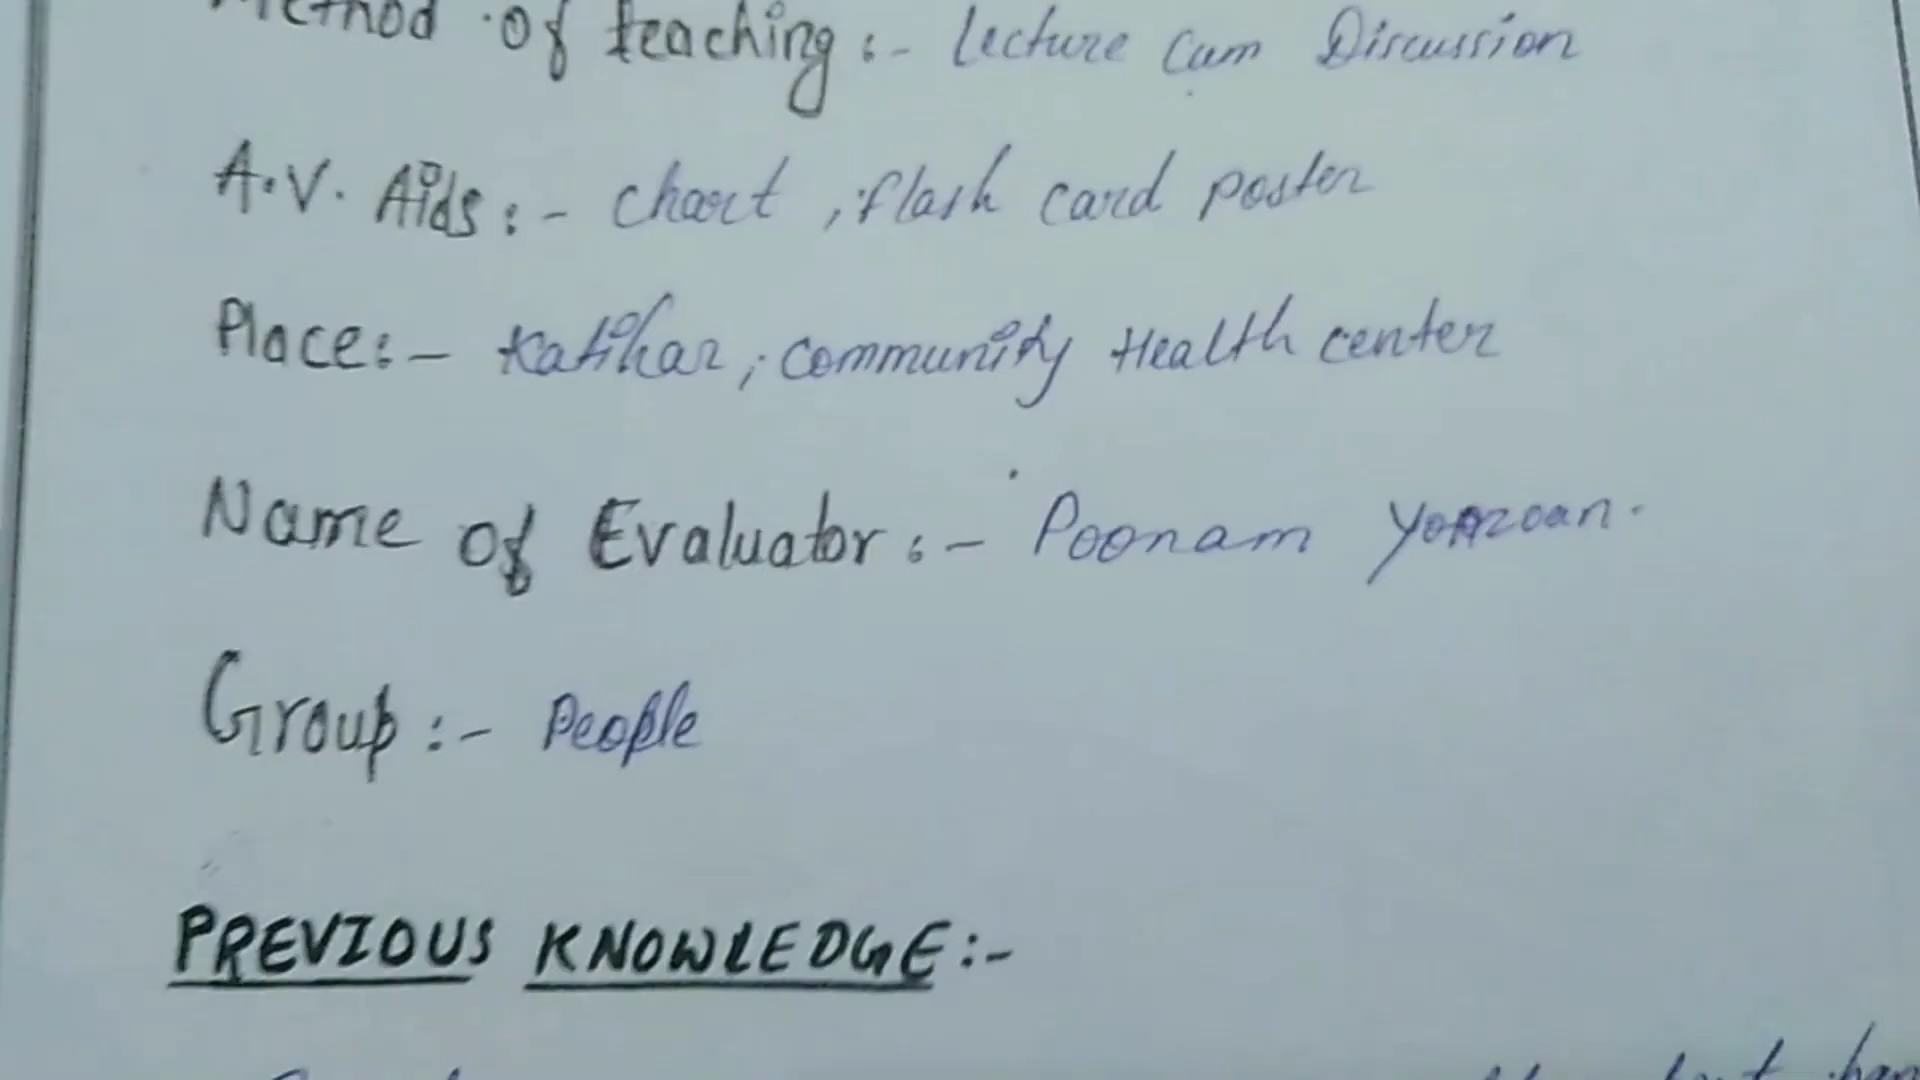 Method of teaching :- Lecture Cum Discussion
A.V. Aids :- Chart , flash card poster
Place :- Katihar , community Health center
Name of Evaluator :- Poonam
Group :- People
PREVIOUS KNOWLEDGE :-